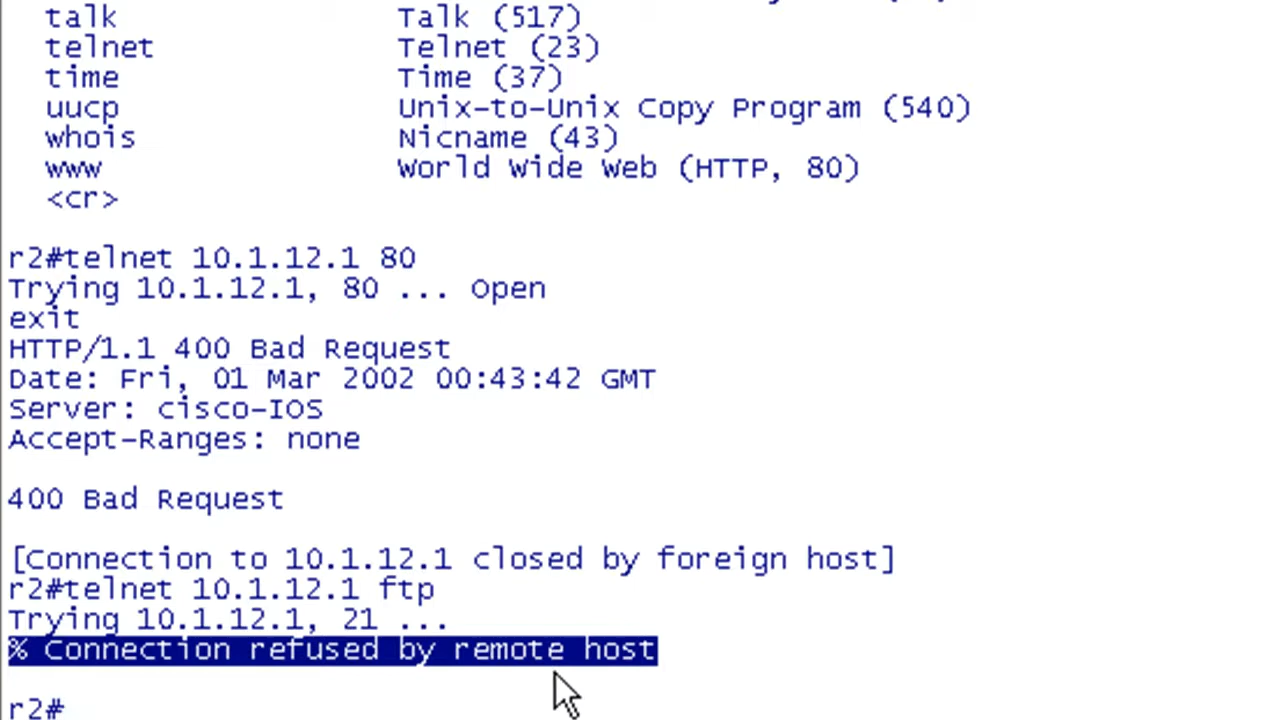 talk Talk (517)
telnet Telnet (23)
time Time (37)
uucp Unix-to-Unix Copy Program (540)
whois Nicname (43)
www World Wide Web (HTTP, 80)
<cr>
r2#telnet 10.1.12.1 80
Trying 10.1.12.1, 80 ... Open
exit
HTTP/1.1 400 Bad Request
Date: Fri, 01 Mar 2002 00:43:42 GMT
Server: cisco-IOS
Accept-Ranges: none
400 Bad Request
[Connection to 10.1.12.1 closed by foreign host]
r2#telnet 10.1.12.1 ftp
Trying 10.1.12.1, 21 ...
% Connection refused by remote host
r2#